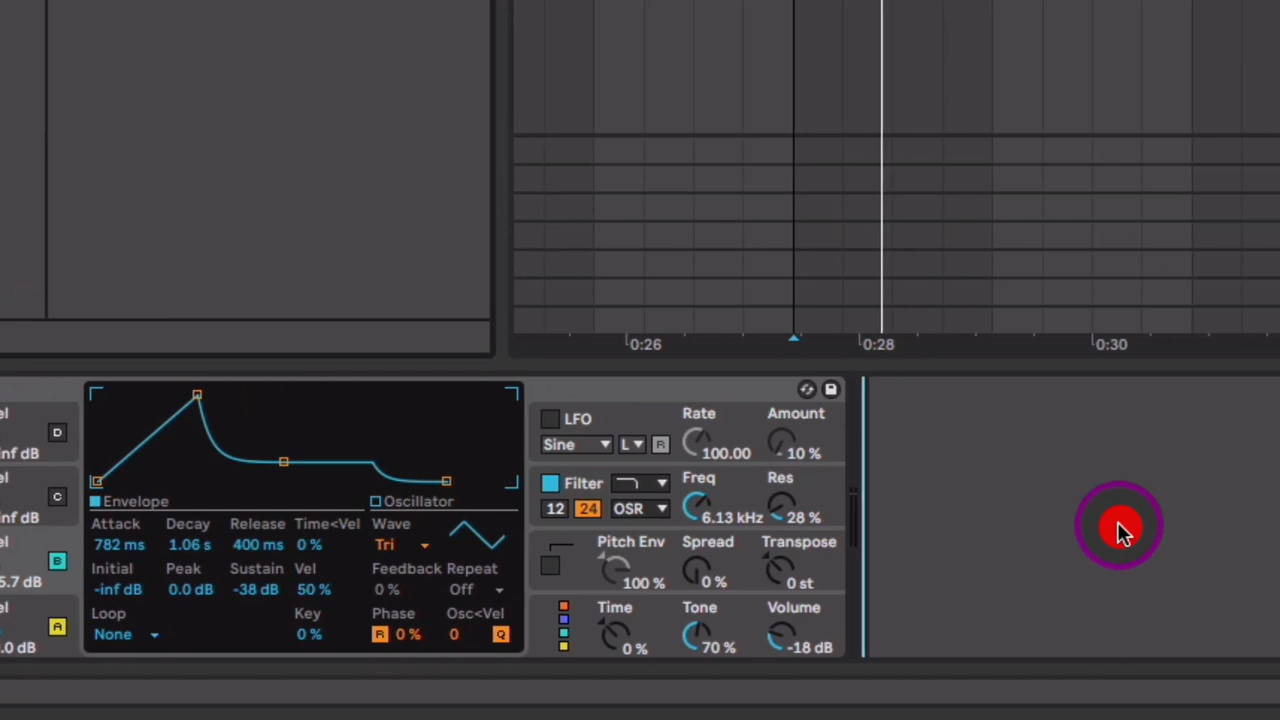 0:26
0:28
0:30
el
D
inf dB
el
C
inf dB
el
B
5.7 dB
el
A
.0 dB
Envelope
Oscillator
Attack Decay Release Time<Vel Wave
782 ms 1.06 s 400 ms 0 % Tri
Initial Peak Sustain Vel Feedback Repeat
-inf dB 0.0 dB -38 dB 50 % 0 % Off
Loop Key Phase Osc<Vel
None 0 % R 0 % 0 Q
LFO Rate Amount
Sine L R 100.00 10 %
Filter Freq Res
12 24 OSR 6.13 kHz 28 %
Pitch Env Spread Transpose
100 % 0 % 0 st
Time Tone Volume
0 % 70 % -18 dB